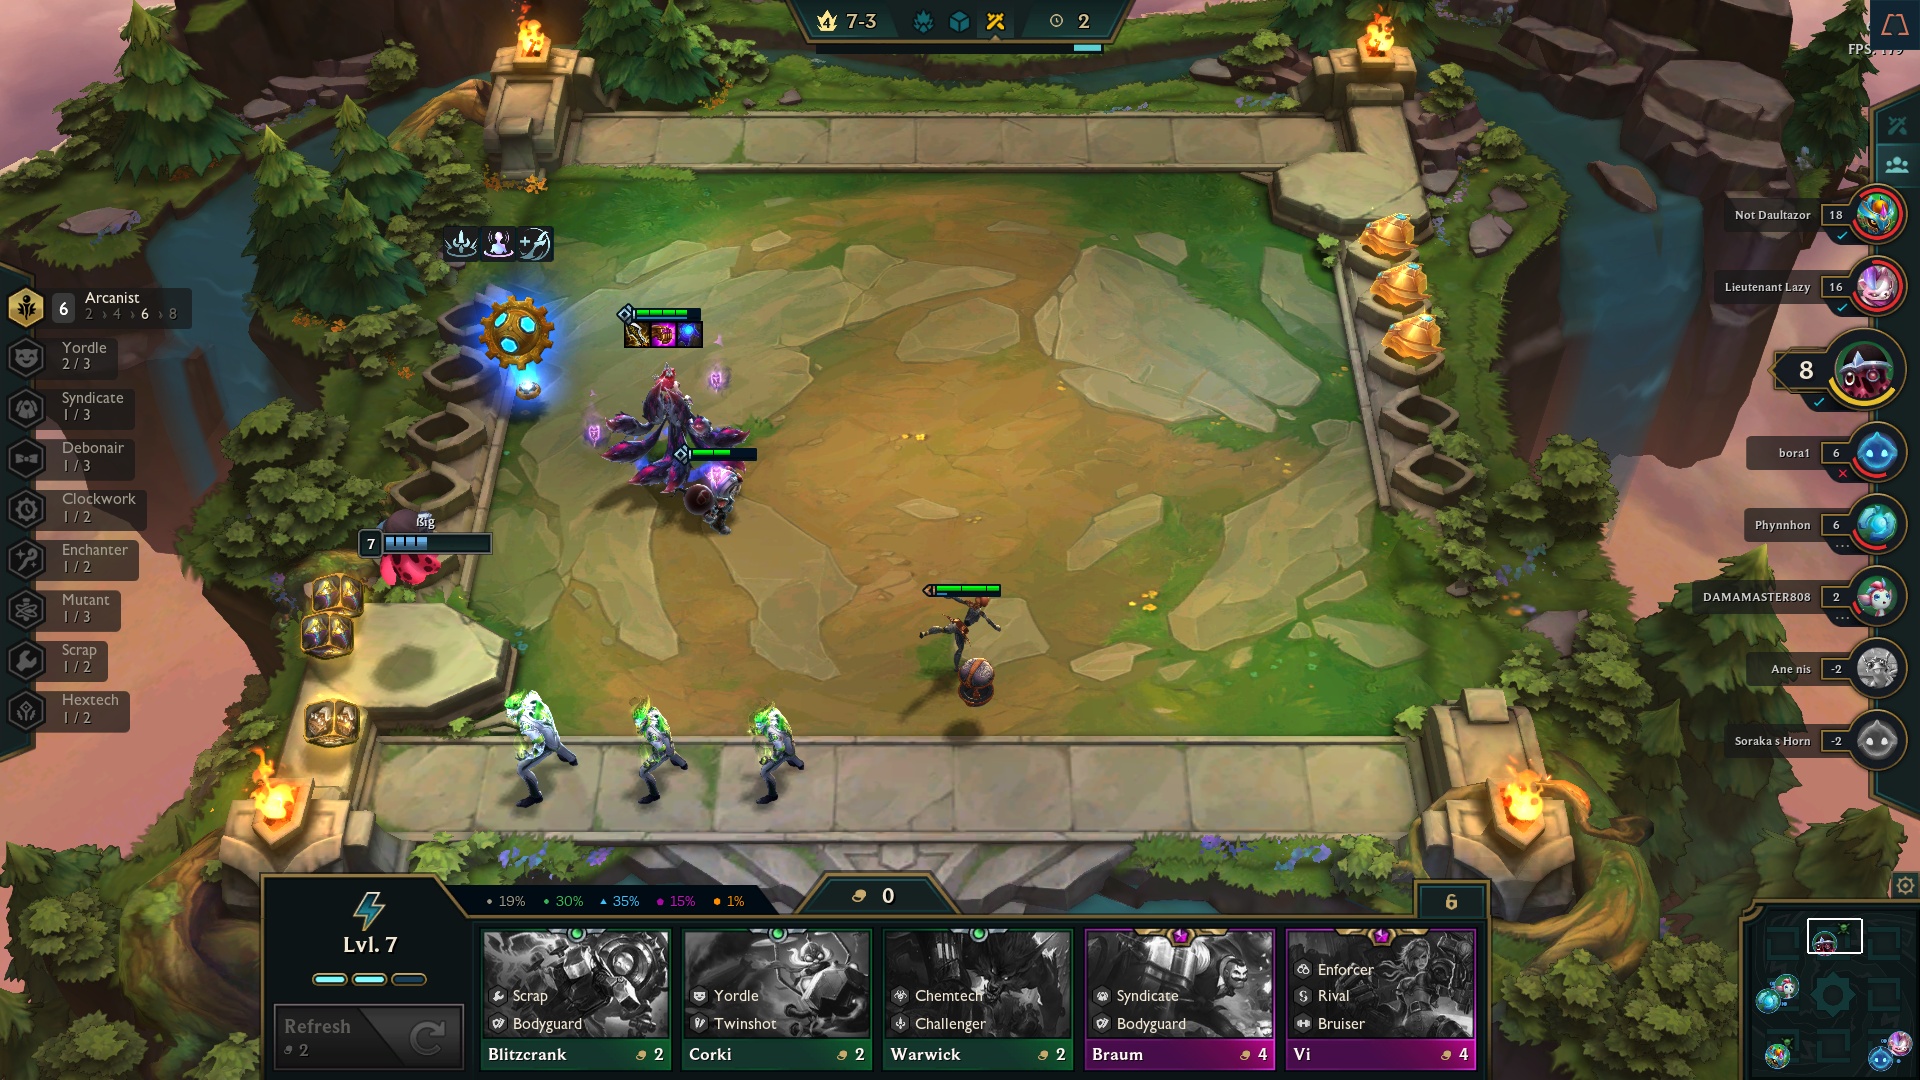 4 7-3 2
FPS: 119
6 Arcanist
2 › 4 › 6 › 8
Yordle
2 / 3
Syndicate
1 / 3
Debonair
1 / 3
Clockwork
1 / 2
Enchanter
1 / 2
Mutant
1 / 3
Scrap
1 / 2
Hextech
1 / 2
Not Daultazor 18
Lieutenant Lazy 16
8
bora1 6
Phynnhon 6
DAMAMASTER808 2
Ane nis -2
Soraka s Horn -2
7
19% 30% 35% 15% 1%
0
6
Lvl. 7
Refresh
2
Scrap
Bodyguard
Blitzcrank 2
Yordle
Twinshot
Corki 2
Chemtech
Challenger
Warwick 2
Syndicate
Bodyguard
Braum 4
Enforcer
Rival
Bruiser
Vi 4